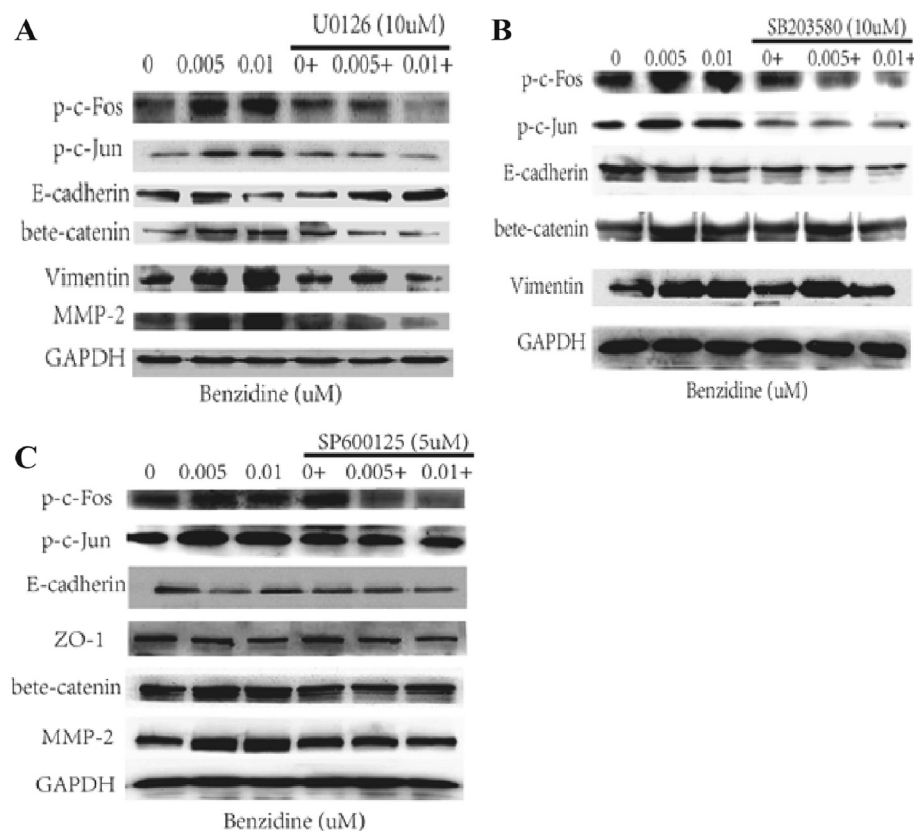 A
U0126 (10uM)
0 0.005 0.01 0+ 0.005+ 0.01+
p-c-Fos
p-c-Jun
E-cadherin
bete-catenin
Vimentin
MMP-2
GAPDH
Benzidine (uM)
B
SB203580 (10uM)
0 0.005 0.01 0+ 0.005+ 0.01+
p-c-Fos
p-c-Jun
E-cadherin
bete-catenin
Vimentin
GAPDH
Benzidine (uM)
C
SP600125 (5uM)
0 0.005 0.01 0+ 0.005+ 0.01+
p-c-Fos
p-c-Jun
E-cadherin
ZO-1
bete-catenin
MMP-2
GAPDH
Benzidine (uM)